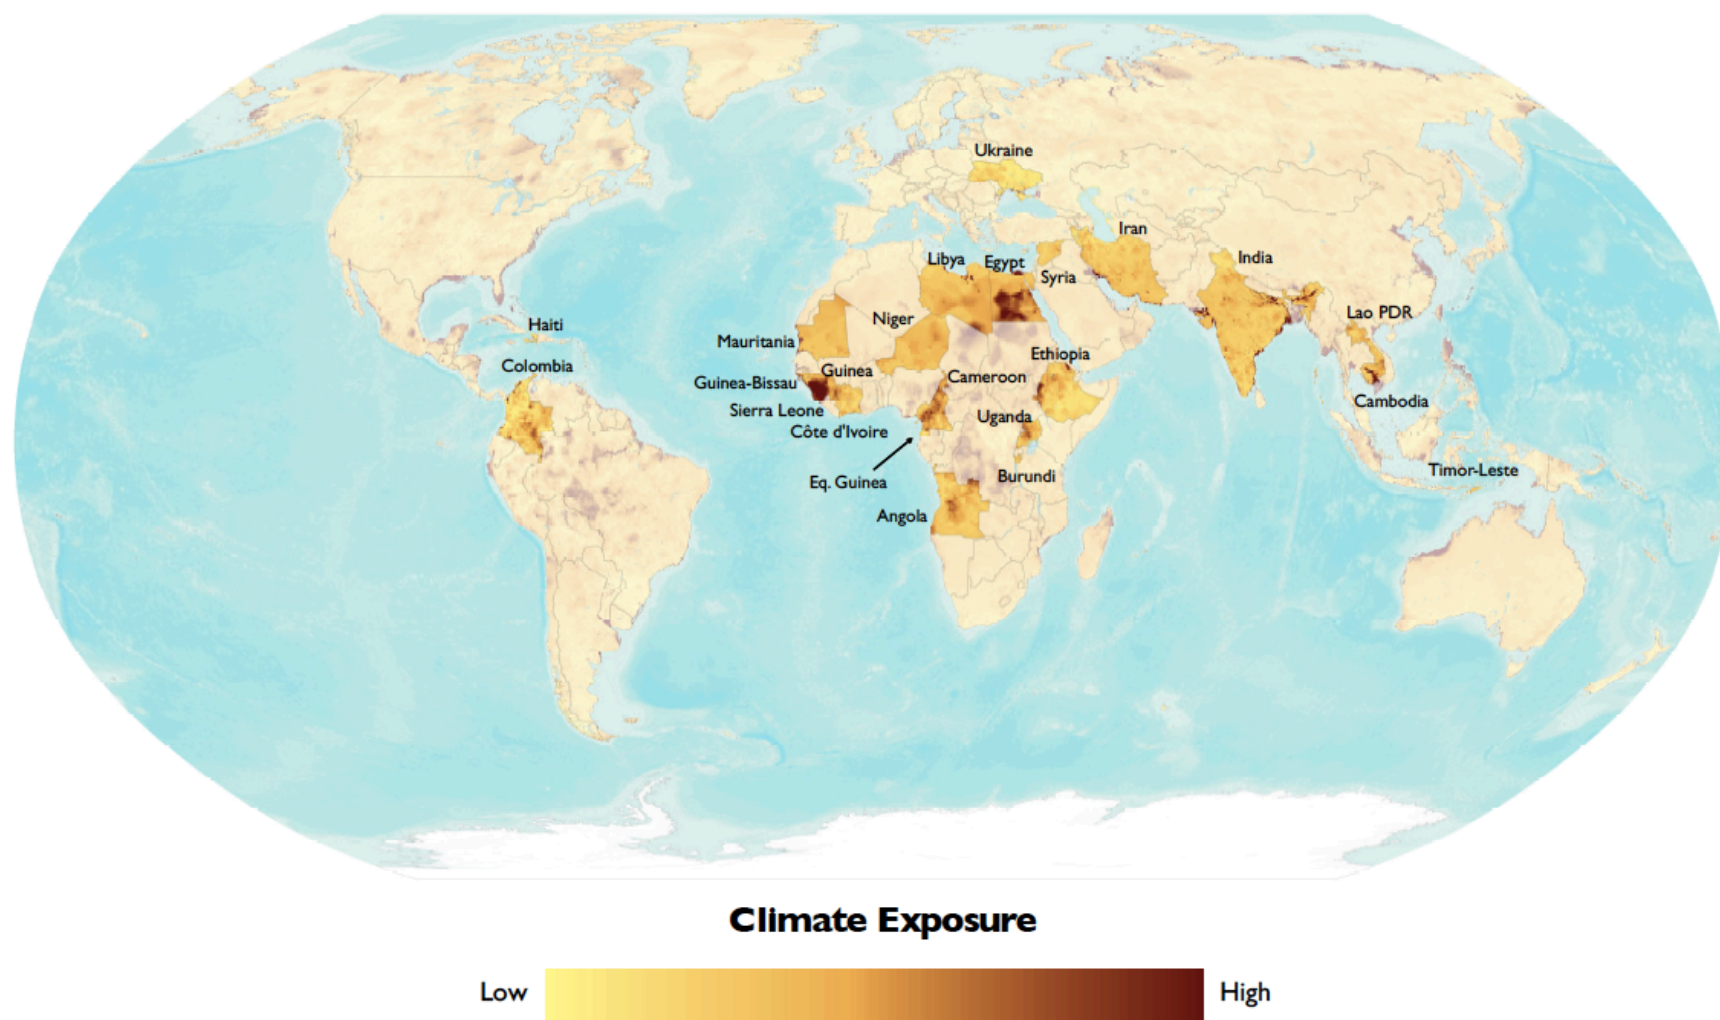 Ukraine
Iran
India
Libya
Egypt
Syria
Lao PDR
Niger
Haiti
Mauritania
Ethiopia
Colombia
Guinea
Cameroon
Guinea-Bissau
Cambodia
Sierra Leone
Uganda
Côte d'Ivoire
Timor-Leste
Burundi
Eq. Guinea
Angola
Climate Exposure
Low
High